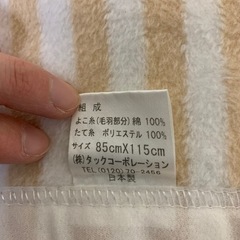 組成
よこ糸(毛羽部分) 綿 100%
たて糸 ポリエステル 100%
サイズ 85cmX115cm
(株)タックコーポレーション
TEL.(0120)70-2466
日本製